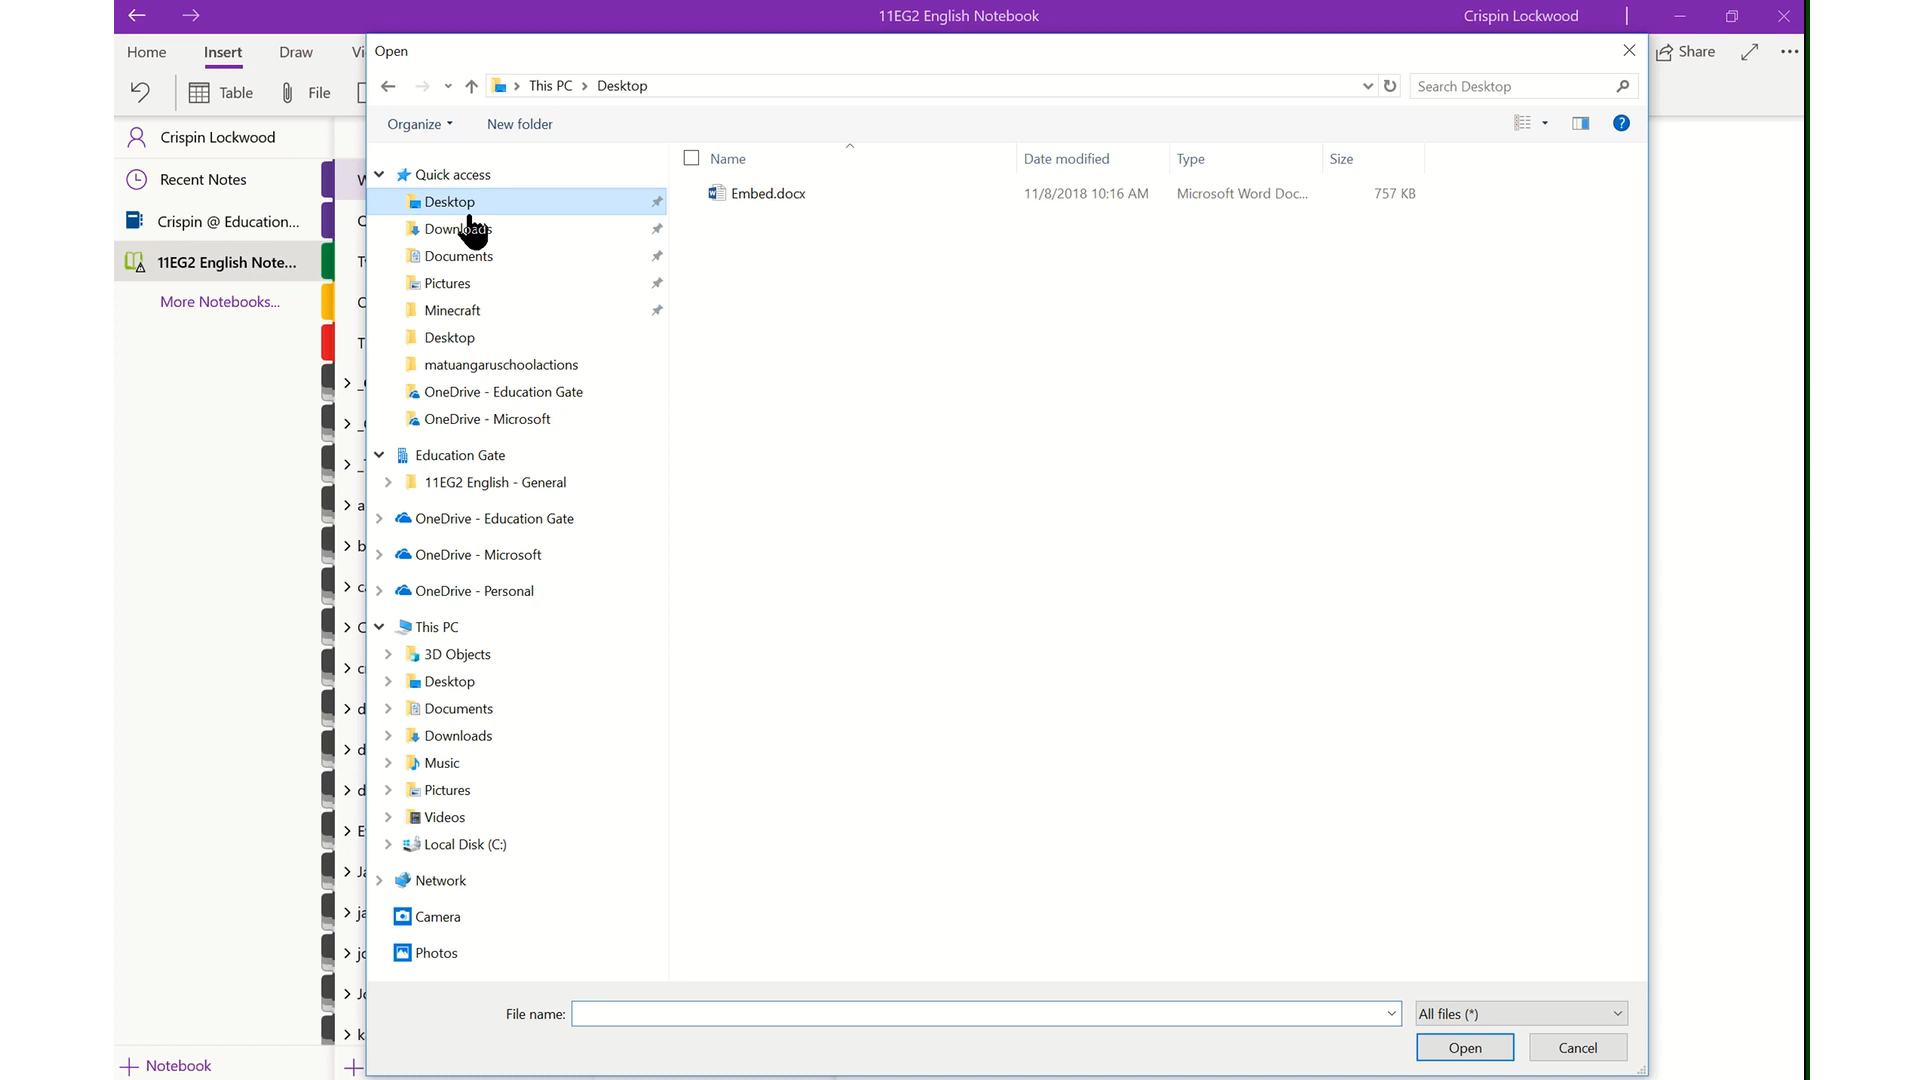 11EG2 English Notebook
Crispin Lockwood
Home
Insert
Draw
Open
Share
This PC
Desktop
Search Desktop
Table
File
Organize
New folder
Crispin Lockwood
Recent Notes
Crispin @ Education...
11EG2 English Note...
More Notebooks...
Quick access
Desktop
Downloads
Documents
Pictures
Minecraft
Desktop
matuangaruschoolactions
OneDrive - Education Gate
OneDrive - Microsoft
Education Gate
11EG2 English - General
OneDrive - Education Gate
OneDrive - Microsoft
OneDrive - Personal
This PC
3D Objects
Desktop
Documents
Downloads
Music
Pictures
Videos
Local Disk (C:)
Network
Camera
Photos
Name
Date modified
Type
Size
Embed.docx
11/8/2018 10:16 AM
Microsoft Word Doc...
757 KB
File name:
All files (*)
Open
Cancel
Notebook